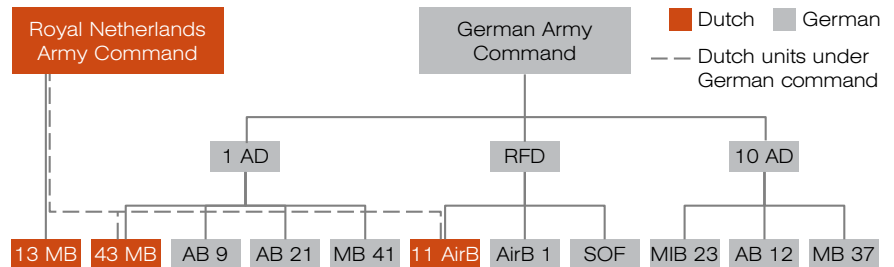 Royal Netherlands
Army Command
German Army
Command
Dutch
German
Dutch units under
German command
1 AD
RFD
10 AD
13 MB
43 MB
AB 9
AB 21
MB 41
11 AirB
AirB 1
SOF
MIB 23
AB 12
MB 37